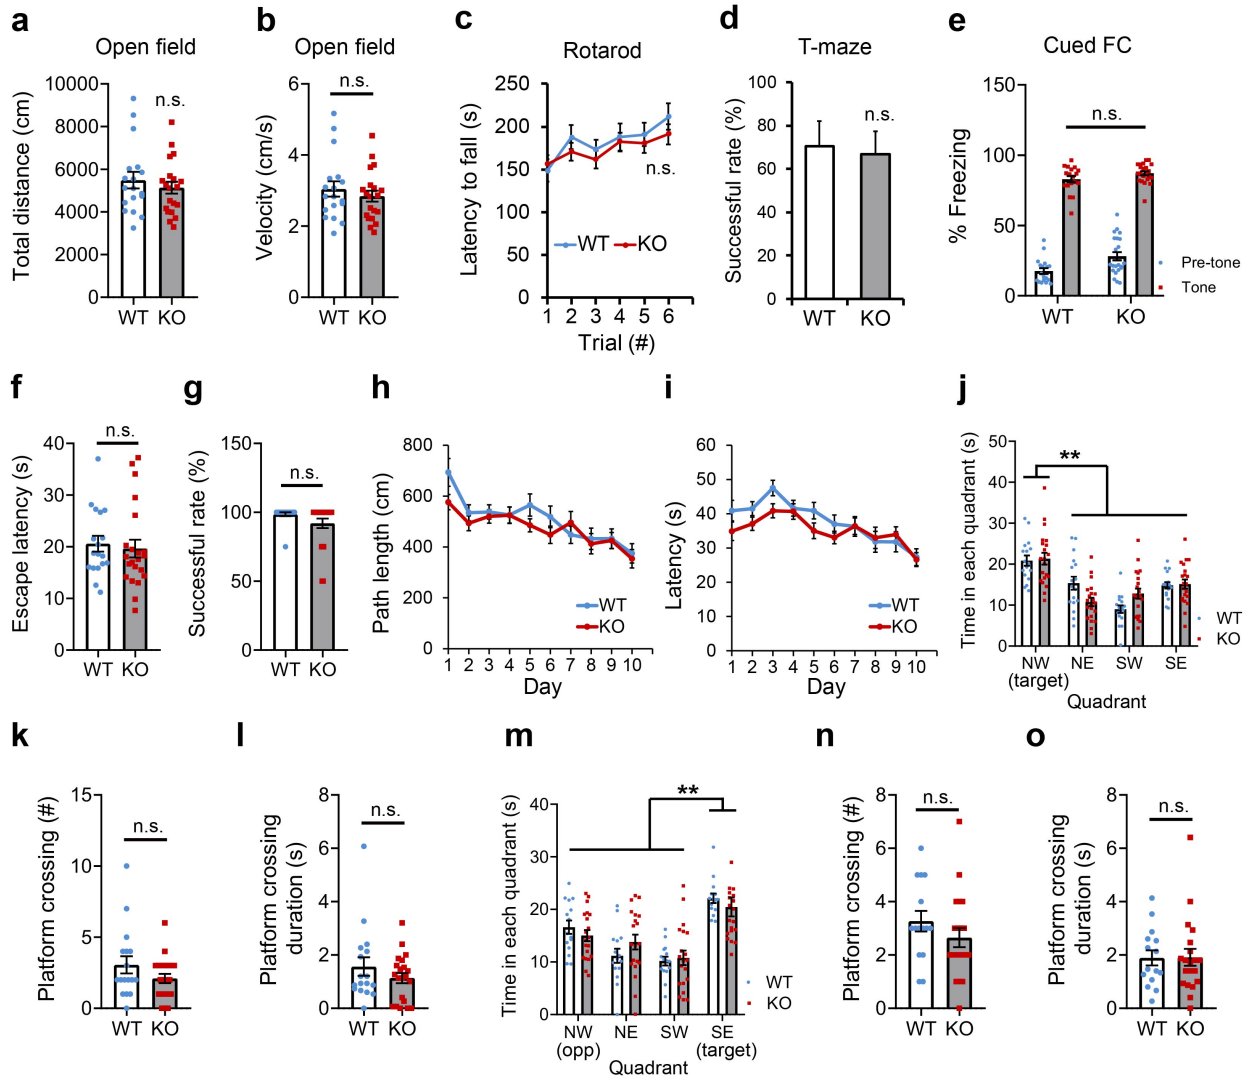 a
Open field
Total distance (cm)
10000
8000
6000
4000
2000
0
n.s.
WT KO
b
Open field
Velocity (cm/s)
6
4
2
0
n.s.
WT KO
c
Rotarod
Latency to fall (s)
250
200
150
100
50
0
n.s.
WT KO
1 2 3 4 5 6
Trial (#)
d
T-maze
Successful rate (%)
100
80
60
40
20
0
n.s.
WT KO
e
Cued FC
% Freezing
150
100
50
0
n.s.
Pre-tone
Tone
WT KO
f
Escape latency (s)
40
30
20
10
0
n.s.
WT KO
g
Successful rate (%)
150
100
50
0
n.s.
WT KO
h
Path length (cm)
800
600
400
200
0
WT
KO
1 2 3 4 5 6 7 8 9 10
Day
i
Latency (s)
60
50
40
30
20
10
0
WT
KO
1 2 3 4 5 6 7 8 9 10
Day
j
Time in each quadrant (s)
50
40
30
20
10
0
**
WT
KO
NW NE SW SE
(target)
Quadrant
k
Platform crossing (#)
15
10
5
0
n.s.
WT KO
l
Platform crossing
duration (s)
8
6
4
2
0
n.s.
WT KO
m
Time in each quadrant (s)
40
30
20
10
0
**
WT
KO
NW NE SW SE
(opp) (target)
Quadrant
n
Platform crossing (#)
8
6
4
2
0
n.s.
WT KO
o
Platform crossing
duration (s)
8
6
4
2
0
n.s.
WT KO